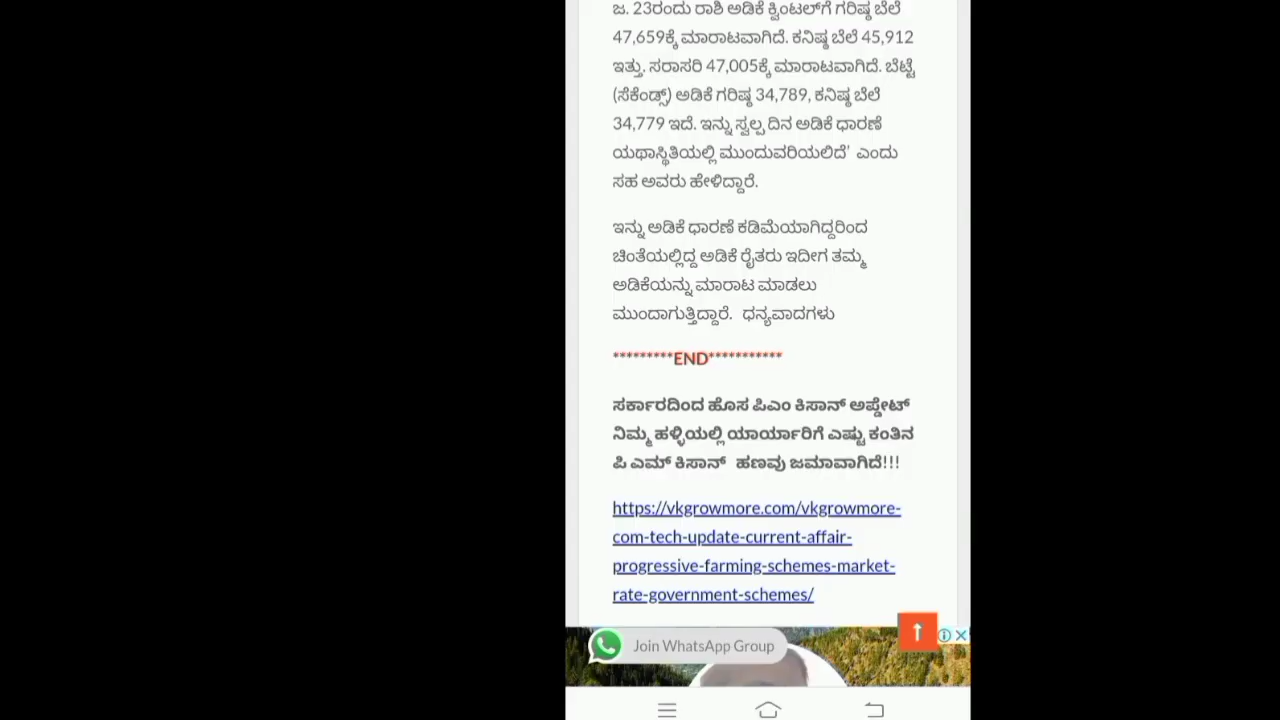 ಜ. 23ರಂದು ರಾಶಿ ಅಡಿಕೆ ಕ್ವಿಂಟಲ್‌ಗೆ ಗರಿಷ್ಠ ಬೆಲೆ
47,659ಕ್ಕೆ ಮಾರಾಟವಾಗಿದೆ. ಕನಿಷ್ಠ ಬೆಲೆ 45,912
ಇತ್ತು. ಸರಾಸರಿ 47,005ಕ್ಕೆ ಮಾರಾಟವಾಗಿದೆ. ಬೆಟ್ಟೆ
(ಸೆಕೆಂಡ್ಸ್) ಅಡಿಕೆ ಗರಿಷ್ಠ 34,789, ಕನಿಷ್ಠ ಬೆಲೆ
34,779 ಇದೆ. ಇನ್ನು ಸ್ವಲ್ಪ ದಿನ ಅಡಿಕೆ ಧಾರಣೆ
ಯಥಾಸ್ಥಿತಿಯಲ್ಲಿ ಮುಂದುವರಿಯಲಿದೆ’ ಎಂದು
ಸಹ ಅವರು ಹೇಳಿದ್ದಾರೆ.
ಇನ್ನು ಅಡಿಕೆ ಧಾರಣೆ ಕಡಿಮೆಯಾಗಿದ್ದರಿಂದ
ಚಿಂತೆಯಲ್ಲಿದ್ದ ಅಡಿಕೆ ರೈತರು ಇದೀಗ ತಮ್ಮ
ಅಡಿಕೆಯನ್ನು ಮಾರಾಟ ಮಾಡಲು
ಮುಂದಾಗುತ್ತಿದ್ದಾರೆ. ಧನ್ಯವಾದಗಳು
*********END***********
ಸರ್ಕಾರದಿಂದ ಹೊಸ ಪಿಎಂ ಕಿಸಾನ್ ಅಪ್ಡೇಟ್
ನಿಮ್ಮ ಹಳ್ಳಿಯಲ್ಲಿ ಯಾರ್ಯಾರಿಗೆ ಎಷ್ಟು ಕಂತಿನ
ಪಿ ಎಮ್ ಕಿಸಾನ್ ಹಣವು ಜಮಾವಾಗಿದೆ!!!
https://vkgrowmore.com/vkgrowmore-
com-tech-update-current-affair-
progressive-farming-schemes-market-
rate-government-schemes/
Join WhatsApp Group